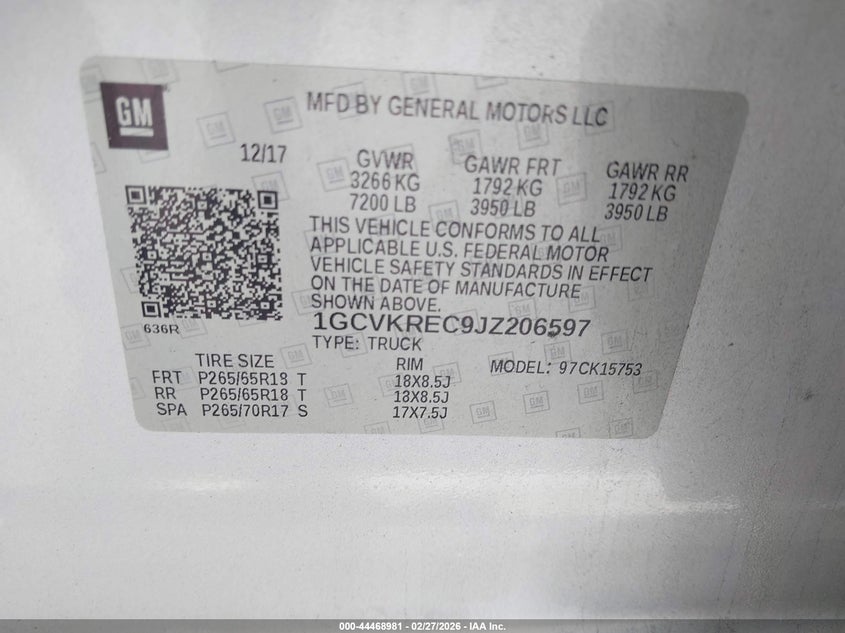 GM
MFD BY GENERAL MOTORS LLC
12/17
GVWR GAWR FRT GAWR RR
3266 KG 1792 KG 1792 KG
7200 LB 3950 LB 3950 LB
THIS VEHICLE CONFORMS TO ALL
APPLICABLE U.S. FEDERAL MOTOR
VEHICLE SAFETY STANDARDS IN EFFECT
ON THE DATE OF MANUFACTURE
SHOWN ABOVE.
636R
1GCVKREC9JZ206597
TYPE: TRUCK
TIRE SIZE RIM MODEL: 97CK15753
FRT P265/65R18 T 18X8.5J
RR P265/65R18 T 18X8.5J
SPA P265/70R17 S 17X7.5J
000-44468981 - 02/27/2026 - IAA Inc.